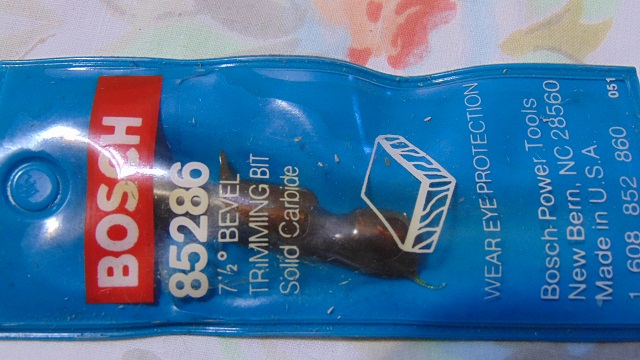 BOSCH
85286
7½° BEVEL
TRIMMING BIT
Solid Carbide
WEAR EYE PROTECTION
Bosch Power Tools
New Bern, NC 28560
Made in U.S.A.
1 608 852 860
051